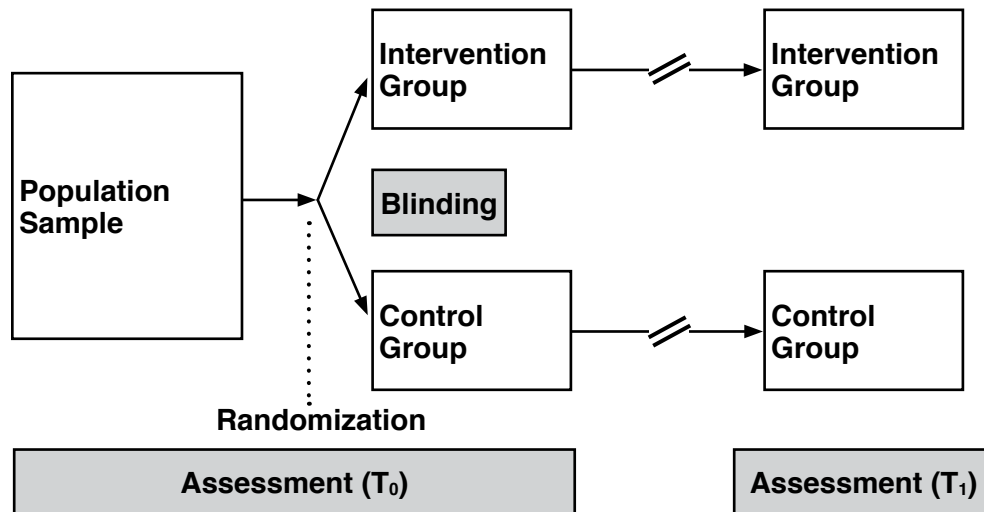 Intervention
Group
Intervention
Group
Population
Sample
Blinding
Control
Group
Control
Group
Randomization
Assessment (T₀)
Assessment (T₁)